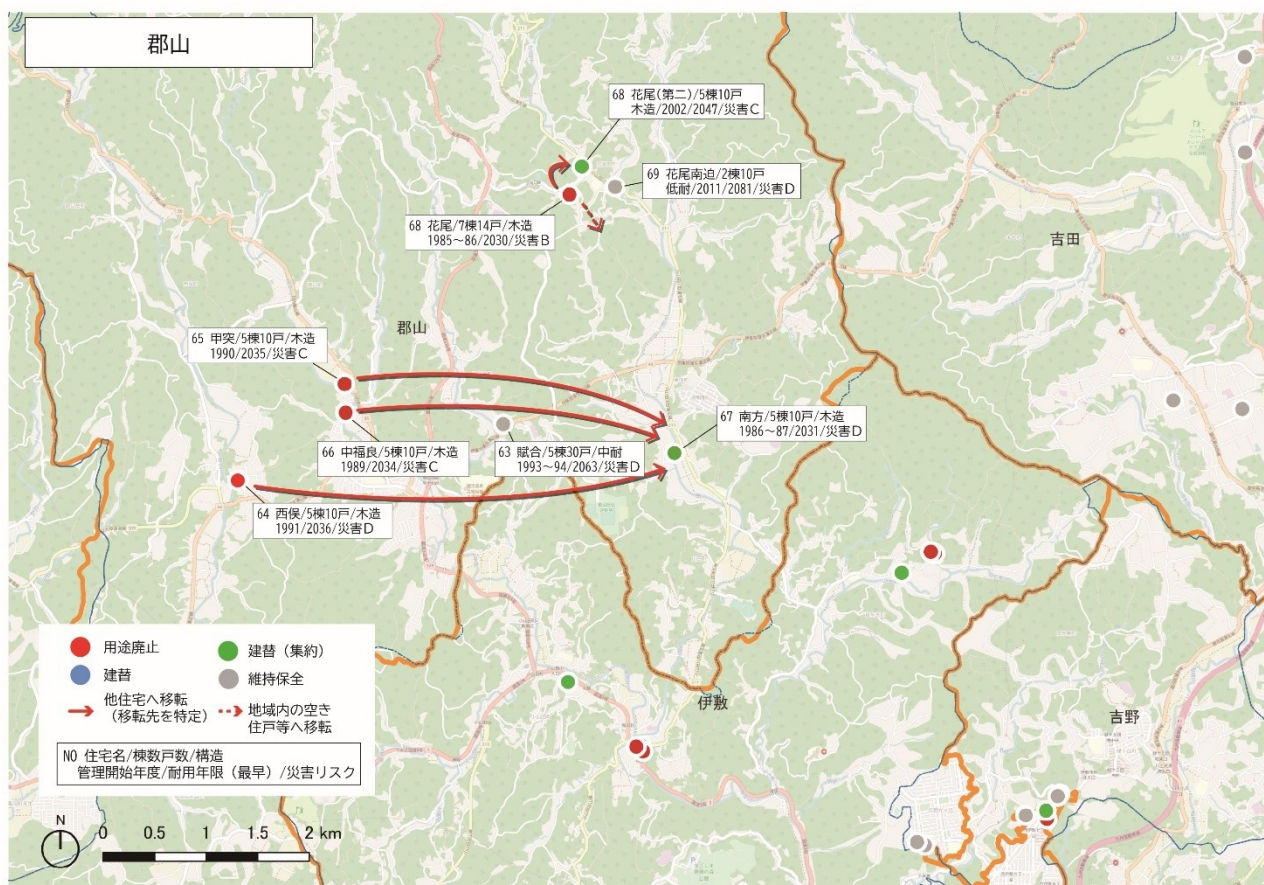 郡山
68 花尾(第二)/5棟10戸
木造/2002/2047/災害C
69 花尾南迫/2棟10戸
低耐/2011/2081/災害D
68 花尾/7棟14戸/木造
1985~86/2030/災害B
吉田
郡山
65 甲突/5棟10戸/木造
1990/2035/災害C
67 南方/5棟10戸/木造
1986~87/2031/災害D
66 中福良/5棟10戸/木造
1989/2034/災害C
63 賦合/5棟30戸/中耐
1993~94/2063/災害D
64 西俣/5棟10戸/木造
1991/2036/災害D
伊敷
吉野
用途廃止
建替(集約)
建替
維持保全
他住宅へ移転
(移転先を特定)
地域内の空き
住戸等へ移転
NO 住宅名/棟数戸数/構造
管理開始年度/耐用年限(最早)/災害リスク
N
0 0.5 1 1.5 2 km